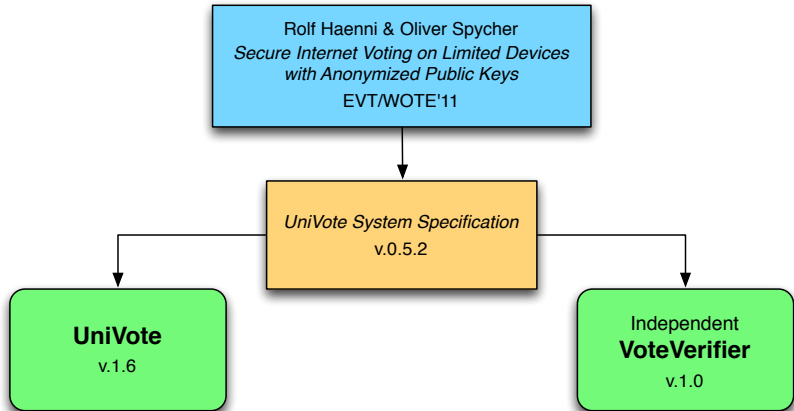 Rolf Haenni & Oliver Spycher
Secure Internet Voting on Limited Devices
with Anonymized Public Keys
EVT/WOTE'11
UniVote System Specification
v.0.5.2
UniVote
v.1.6
Independent
VoteVerifier
v.1.0